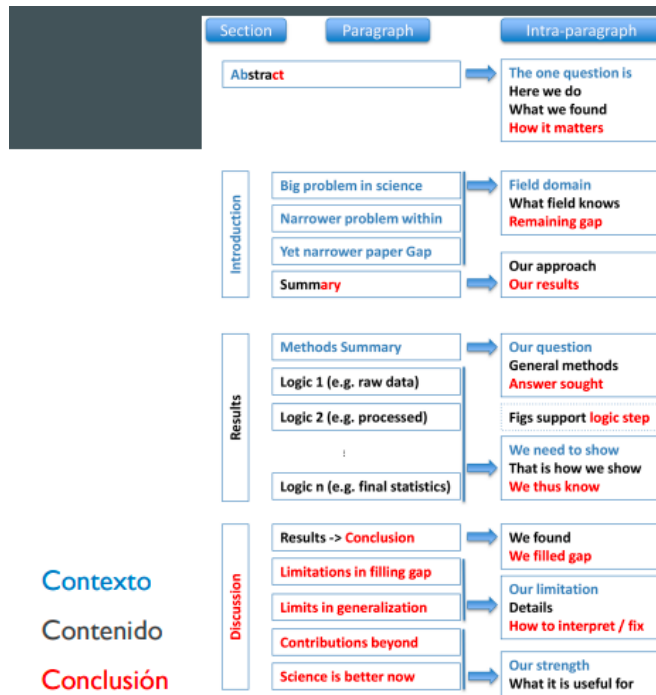 Section Paragraph Intra-paragraph
Abstract
The one question is
Here we do
What we found
How it matters
Introduction
Big problem in science
Narrower problem within
Yet narrower paper Gap
Summary
Field domain
What field knows
Remaining gap
Our approach
Our results
Results
Methods Summary
Logic 1 (e.g. raw data)
Logic 2 (e.g. processed)
⋮
Logic n (e.g. final statistics)
Our question
General methods
Answer sought
Figs support logic step
We need to show
That is how we show
We thus know
Discussion
Results -> Conclusion
Limitations in filling gap
Limits in generalization
Contributions beyond
Science is better now
We found
We filled gap
Our limitation
Details
How to interpret / fix
Our strength
What it is useful for
Contexto
Contenido
Conclusión